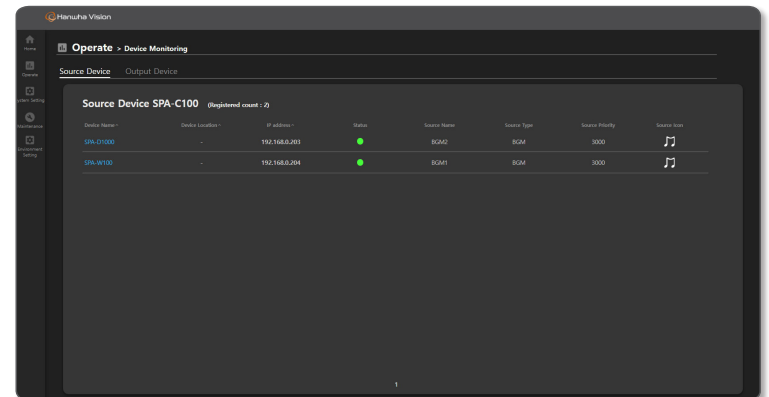 Hanwha Vision
Home
Operate
System Setting
Maintenance
Environment
Setting
Operate > Device Monitoring
Source Device Output Device
Source Device SPA-C100 (Registered count : 2)
Device Name Device Location IP address Status Source Name Source Type Source Priority Source Icon
SPA-D1000 - 192.168.0.203 BGM2 BGM 3000
SPA-W100 - 192.168.0.204 BGM1 BGM 3000
1